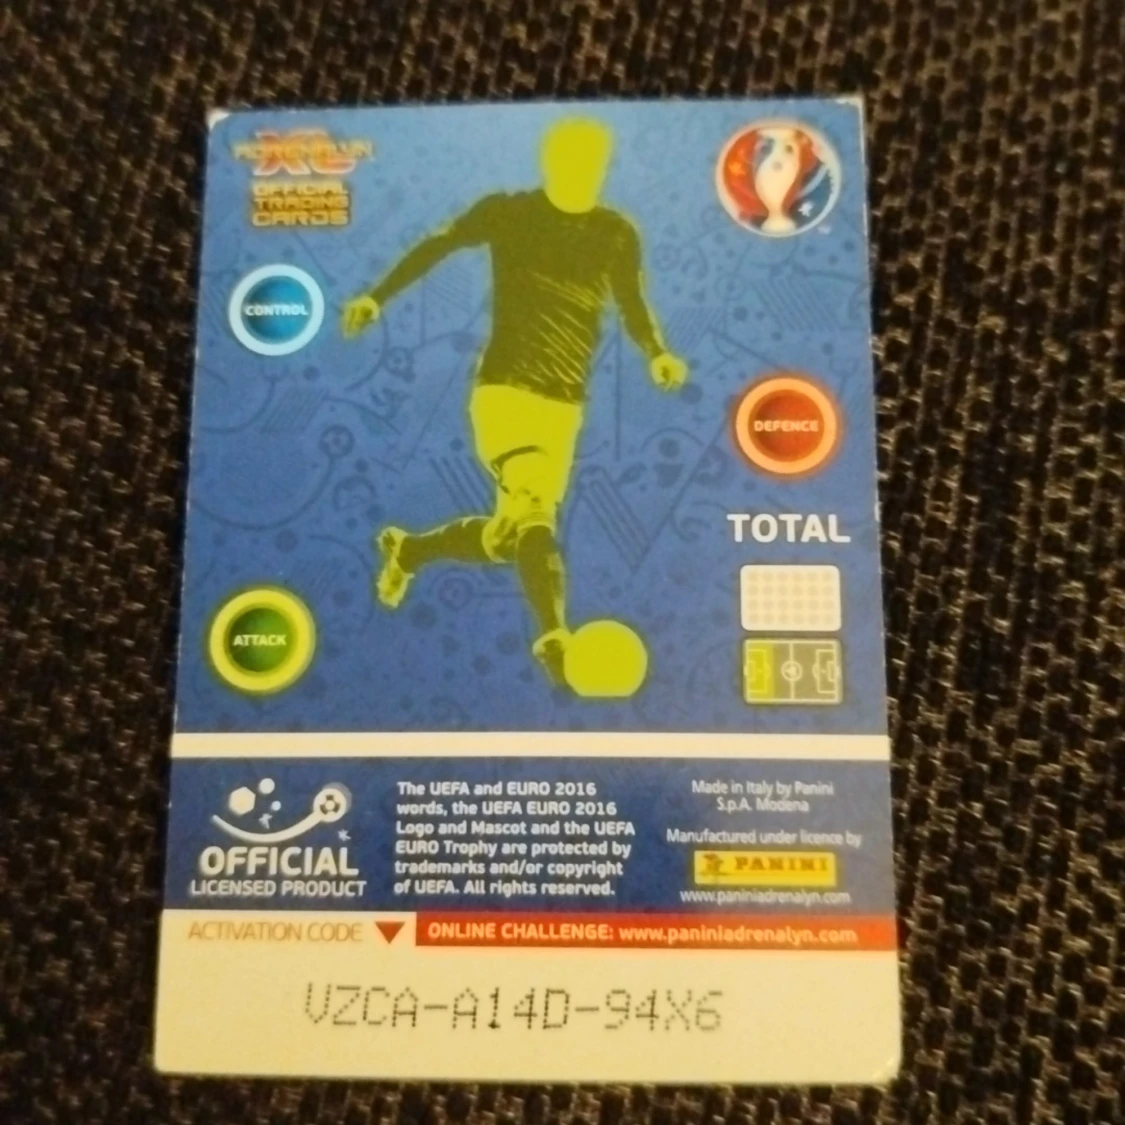 ADRENALYN
XL
OFFICIAL
TRADING
CARDS
TM
CONTROL
DEFENCE
TOTAL
ATTACK
OFFICIAL
LICENSED PRODUCT
The UEFA and EURO 2016
words, the UEFA EURO 2016
Logo and Mascot and the UEFA
EURO Trophy are protected by
trademarks and/or copyright
of UEFA. All rights reserved.
Made in Italy by Panini
S.p.A. Modena
Manufactured under licence by
PANINI
www.paniniadrenalyn.com
ACTIVATION CODE
ONLINE CHALLENGE: www.paniniadrenalyn.com
VZCA-A14D-94X6